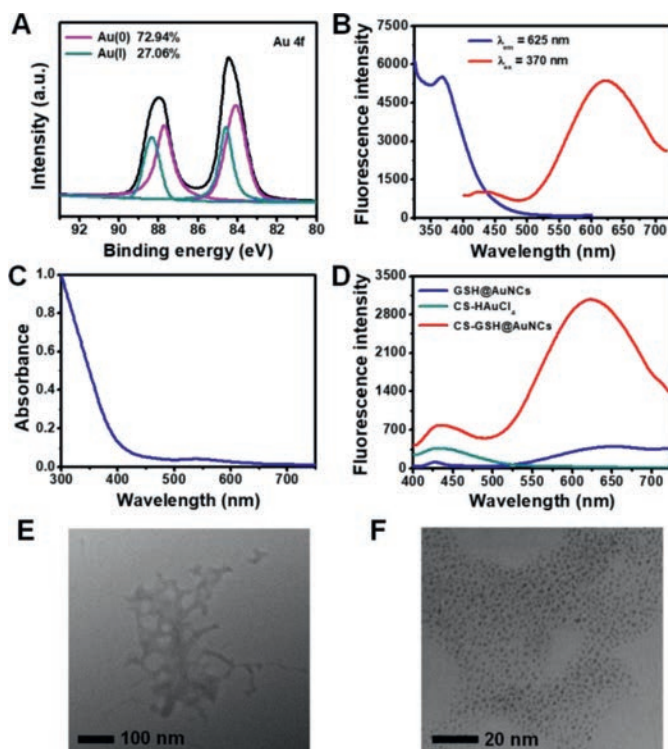 A
Au(0) 72.94%
Au(I) 27.06%
Au 4f
Intensity (a.u.)
92 90 88 86 84 82 80
Binding energy (eV)
B
λem = 625 nm
λex = 370 nm
Fluorescence intensity
7500
6000
4500
3000
1500
0
350 400 450 500 550 600 650 700
Wavelength (nm)
C
Absorbance
1.0
0.8
0.6
0.4
0.2
0.0
300 400 500 600 700
Wavelength (nm)
D
GSH@AuNCs
CS-HAuCl4
CS-GSH@AuNCs
Fluorescence intensity
3500
2800
2100
1400
700
0
400 450 500 550 600 650 700
Wavelength (nm)
E
100 nm
F
20 nm